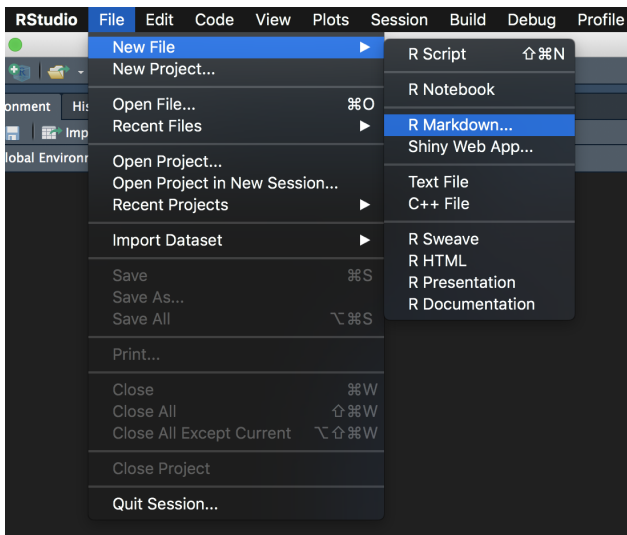 RStudio File Edit Code View Plots Session Build Debug Profile
New File ▶
New Project...
Open File... ⌘O
Recent Files ▶
Open Project...
Open Project in New Session...
Recent Projects ▶
Import Dataset ▶
Save ⌘S
Save As...
Save All ⌥⌘S
Print...
Close ⌘W
Close All ⇧⌘W
Close All Except Current ⌥⇧⌘W
Close Project
Quit Session...
R Script ⇧⌘N
R Notebook
R Markdown...
Shiny Web App...
Text File
C++ File
R Sweave
R HTML
R Presentation
R Documentation
onment His
Imp
lobal Environ